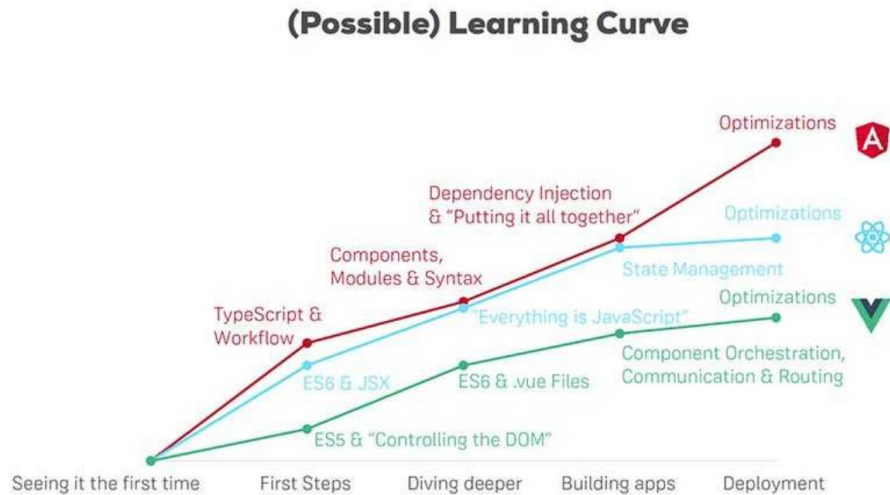 (Possible) Learning Curve
Optimizations
Dependency Injection
& "Putting it all together"
Optimizations
Components,
Modules & Syntax
State Management
TypeScript &
Workflow
Optimizations
"Everything is JavaScript"
Component Orchestration,
Communication & Routing
ES6 & JSX
ES6 & .vue Files
ES5 & "Controlling the DOM"
Seeing it the first time
First Steps
Diving deeper
Building apps
Deployment
A